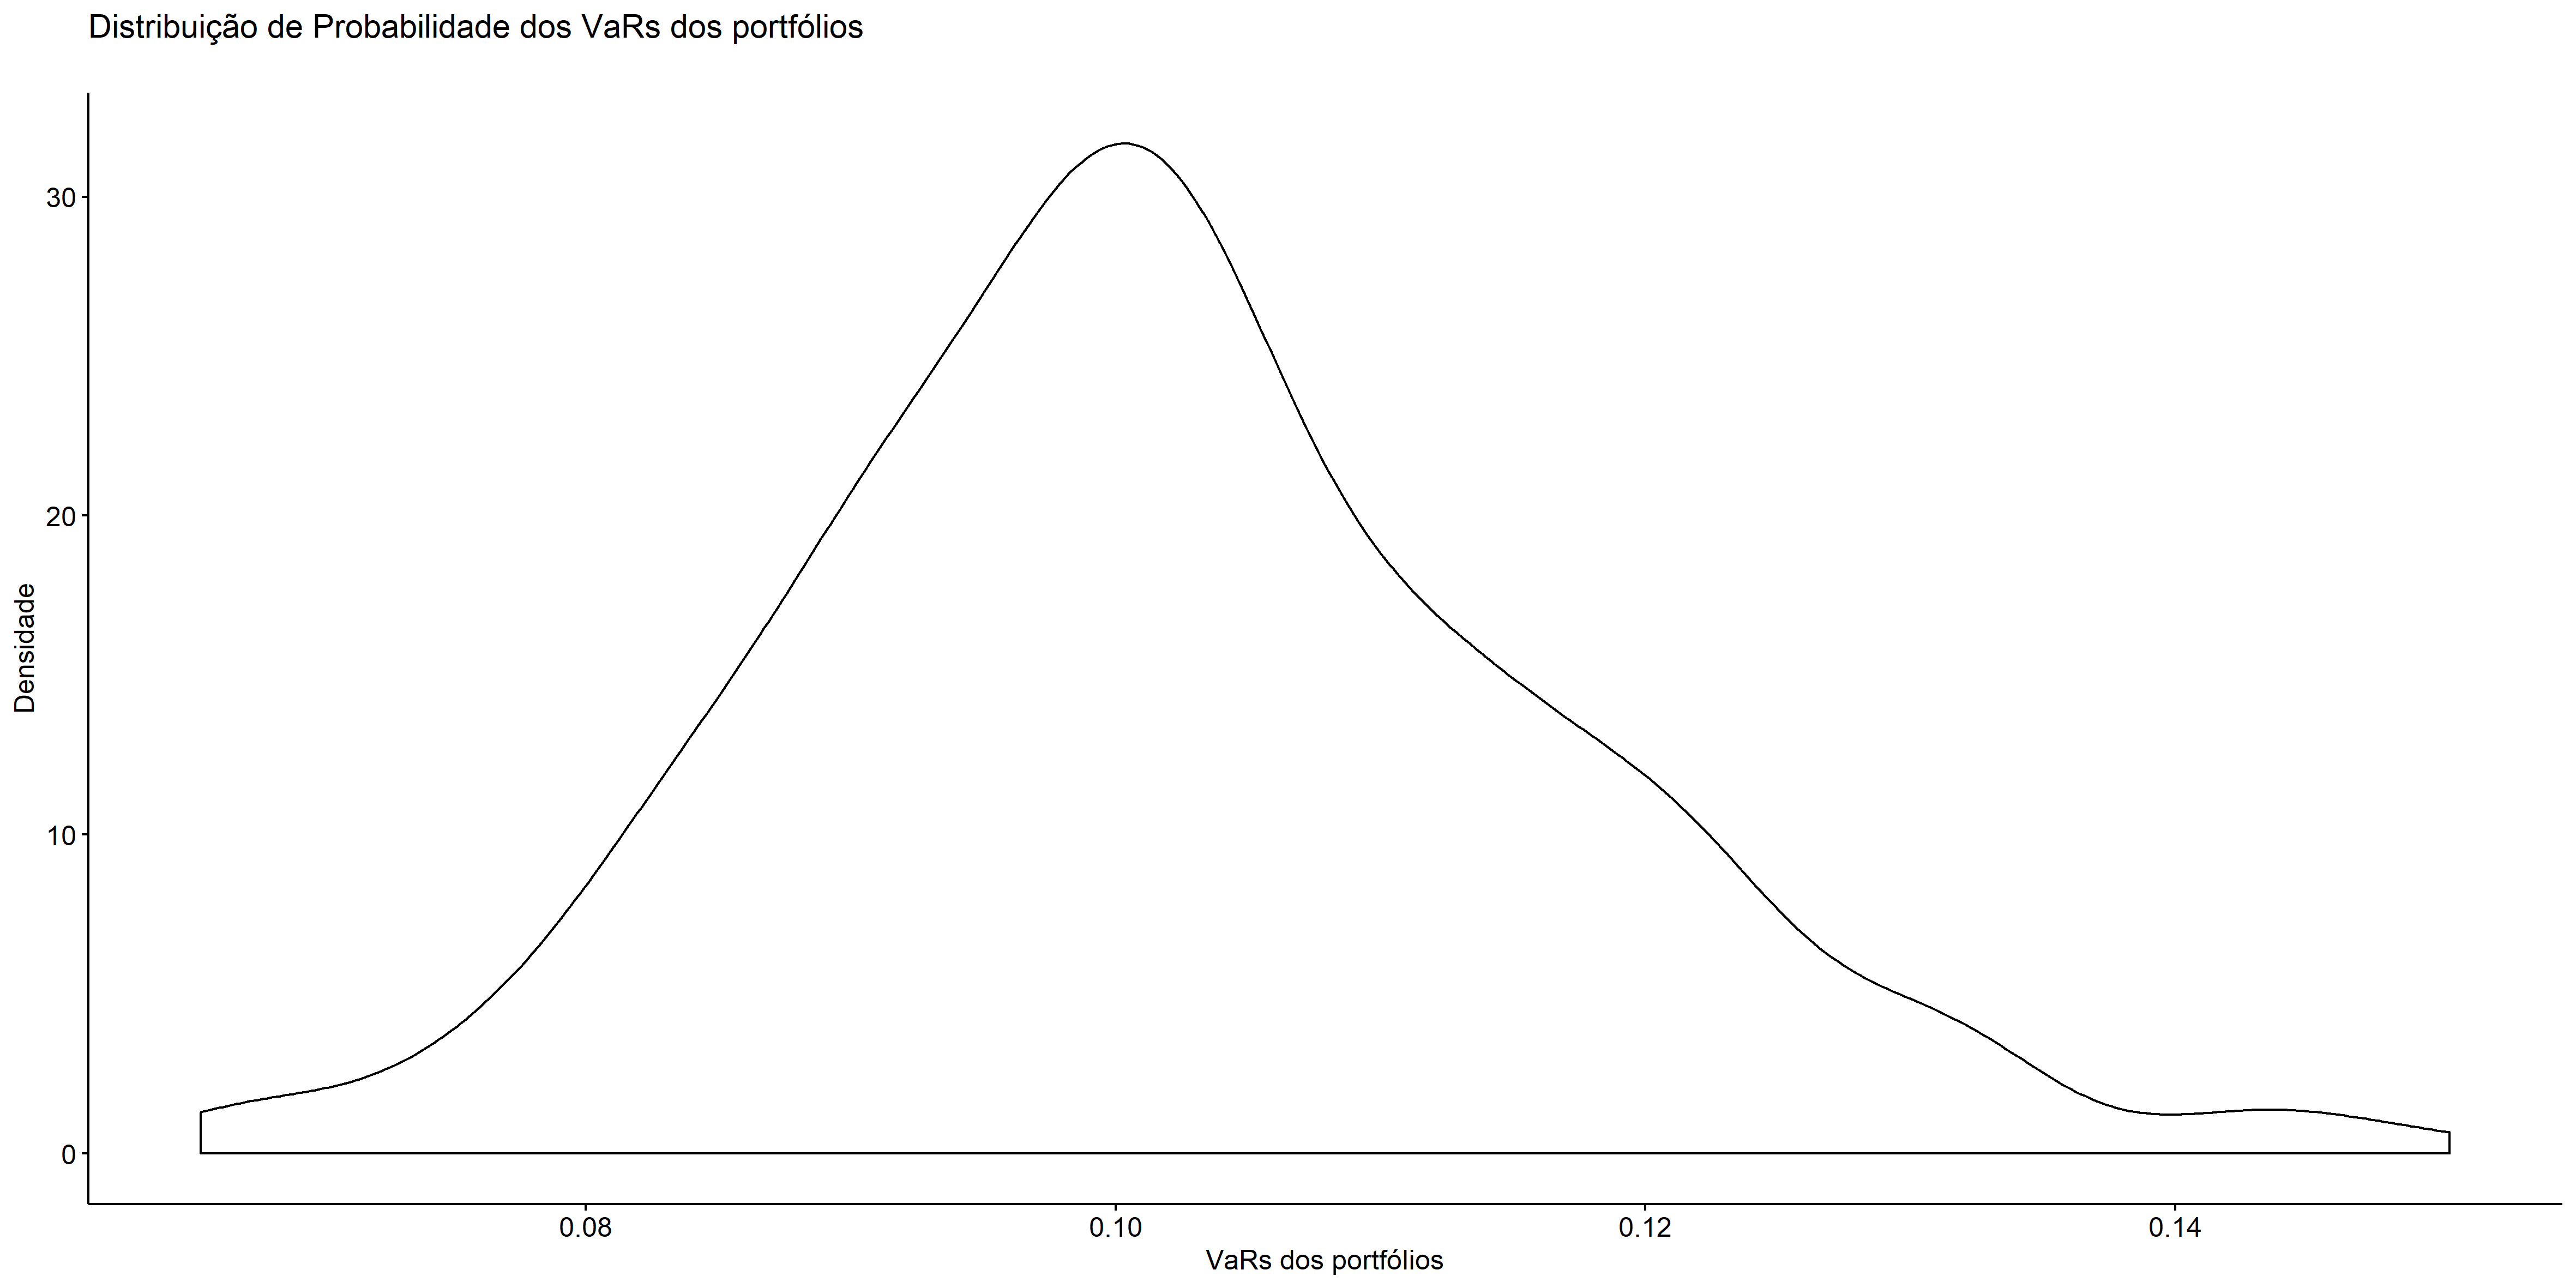 Distribuição de Probabilidade dos VaRs dos portfólios
30
20
10
0
Densidade
0.08 0.10 0.12 0.14
VaRs dos portfólios